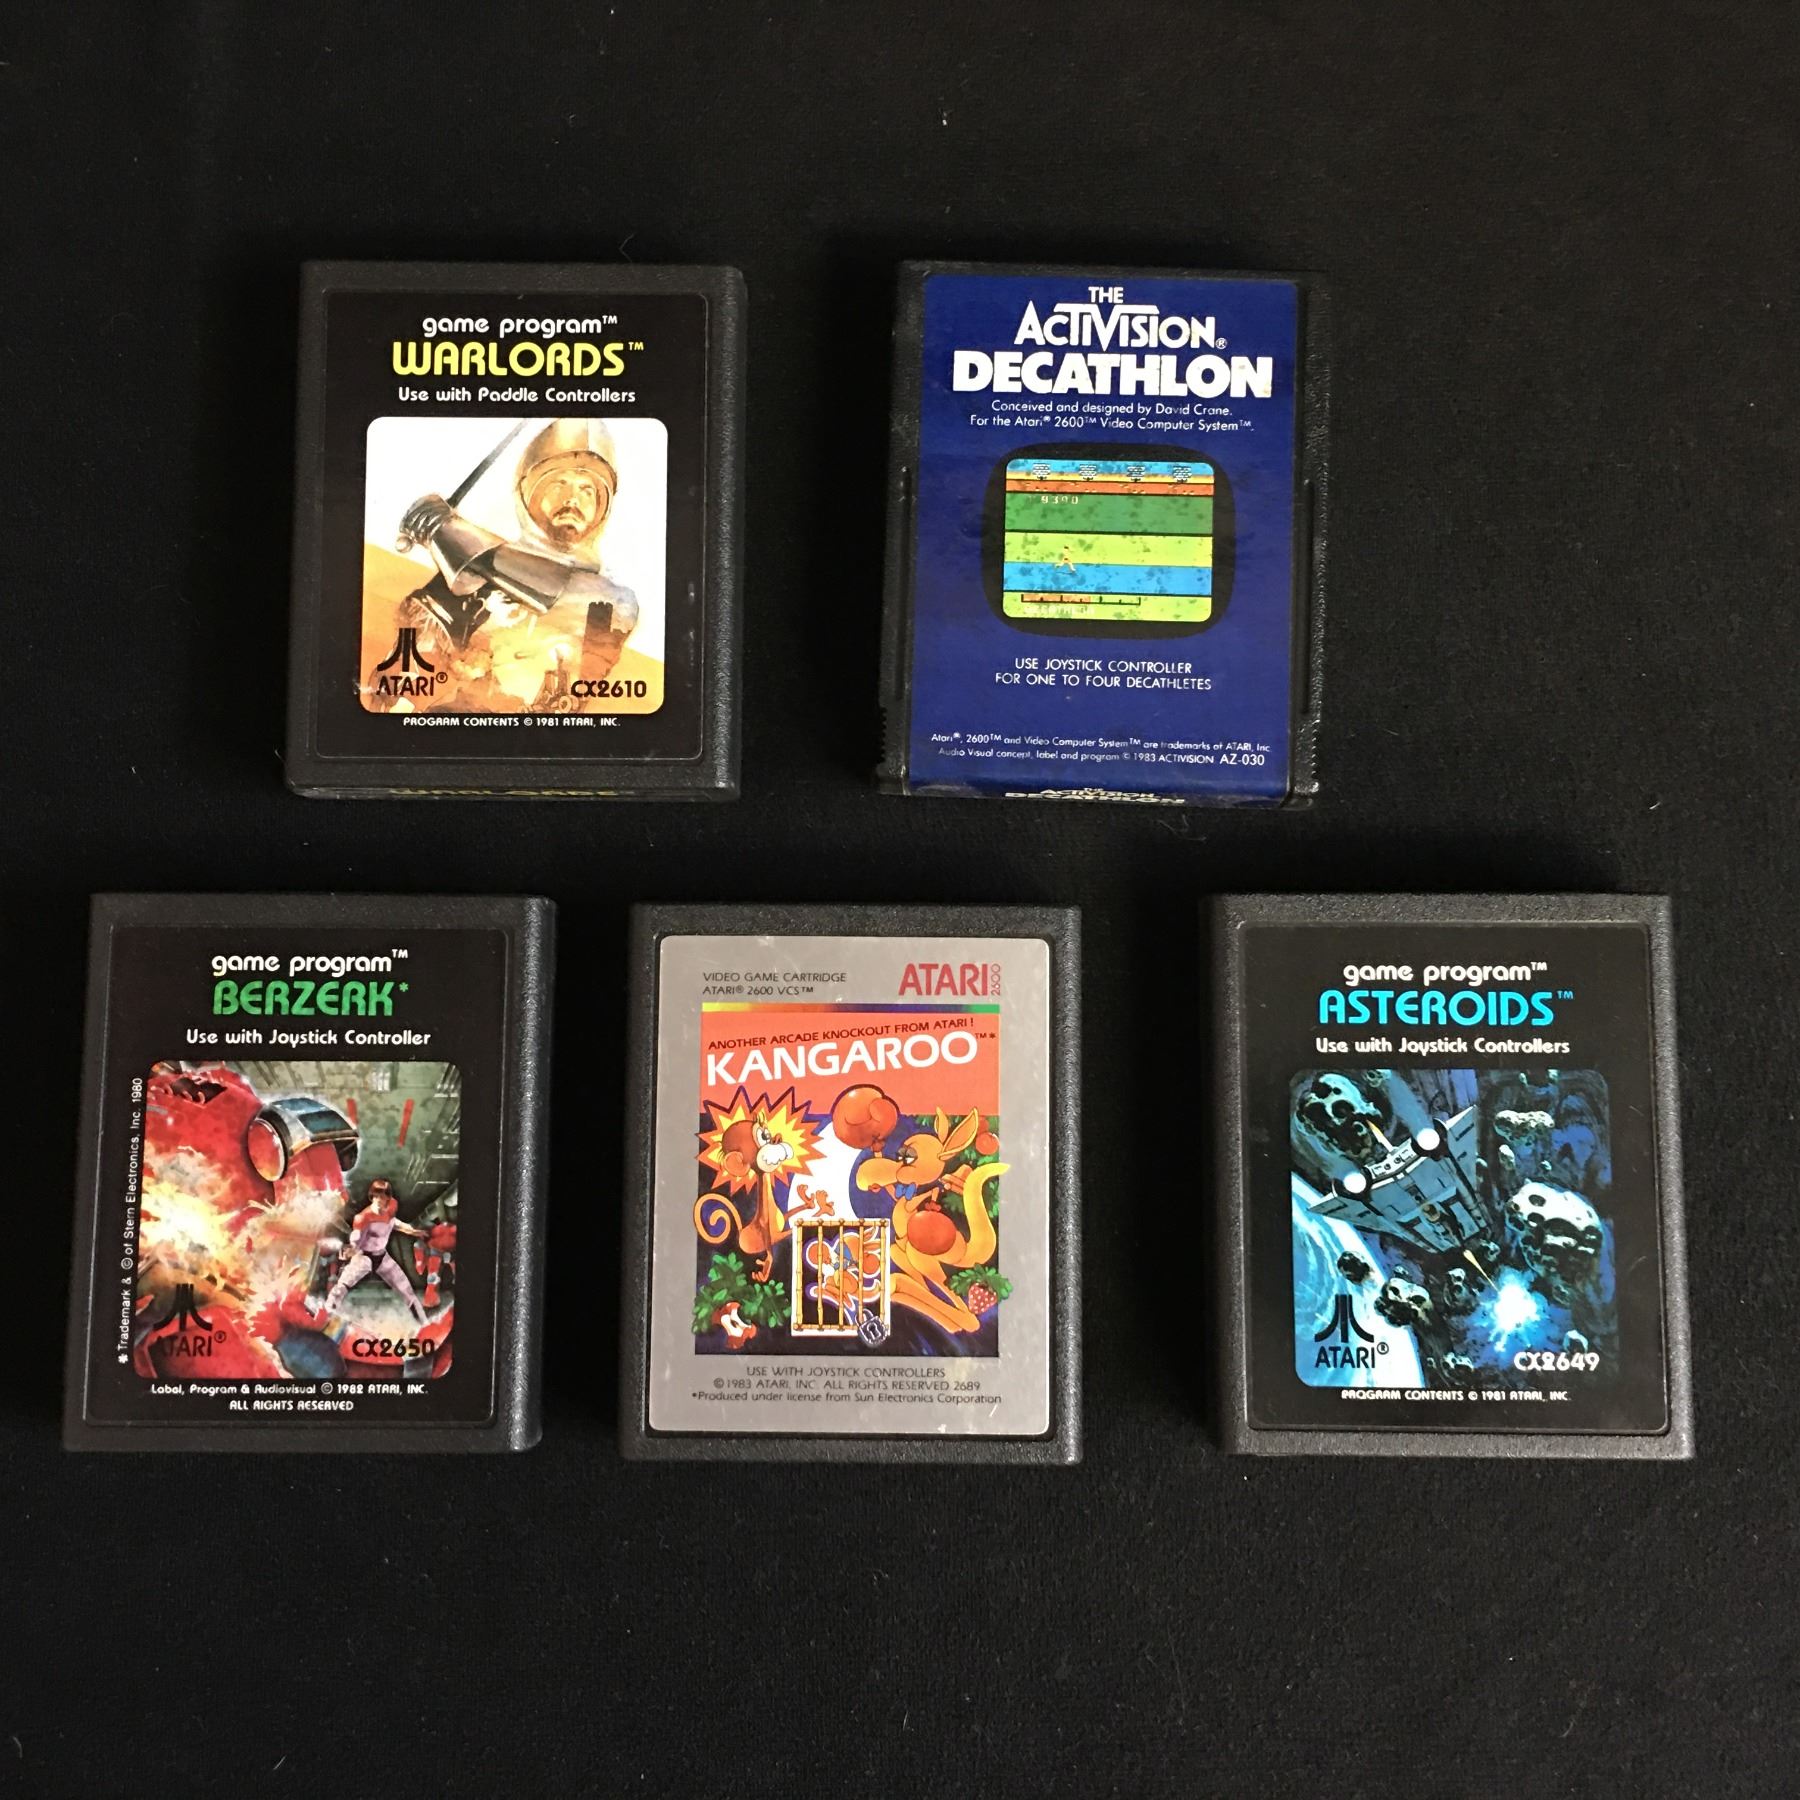 game program™
WARLORDS™
Use with Paddle Controllers
ATARI®
CX2610
PROGRAM CONTENTS © 1981 ATARI, INC.
WARLORDS
THE
ACTIVISION®
DECATHLON
Conceived and designed by David Crane.
For the Atari® 2600™ Video Computer System™.
9390
USE JOYSTICK CONTROLLER
FOR ONE TO FOUR DECATHLETES
Atari®, 2600™ and Video Computer System™ are trademarks of ATARI, Inc.
Audio Visual concept, label and program © 1983 ACTIVISION AZ-030
THE
ACTIVISION
DECATHLON
game program™
BERZERK*
Use with Joystick Controller
* Trademark & © of Stern Electronics, Inc. 1980
ATARI®
CX2650
Label, Program & Audiovisual © 1982 ATARI, INC.
ALL RIGHTS RESERVED
VIDEO GAME CARTRIDGE
ATARI® 2600 VCS™
ATARI 2600
ANOTHER ARCADE KNOCKOUT FROM ATARI!
KANGAROO™*
USE WITH JOYSTICK CONTROLLERS
© 1983 ATARI, INC. ALL RIGHTS RESERVED 2689
*Produced under license from Sun Electronics Corporation
game program™
ASTEROIDS™
Use with Joystick Controllers
ATARI®
CX2649
PROGRAM CONTENTS © 1981 ATARI, INC.